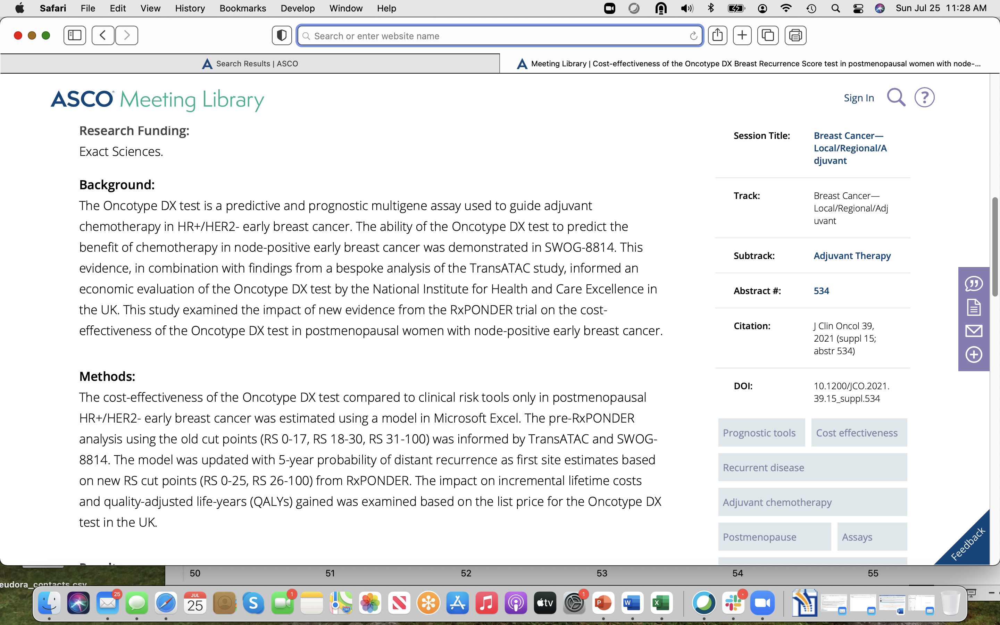 Safari File Edit View History Bookmarks Develop Window Help
Sun Jul 25 11:28 AM
Search or enter website name
Search Results | ASCO
Meeting Library | Cost-effectiveness of the Oncotype DX Breast Recurrence Score test in postmenopausal women with node-...
ASCO® Meeting Library
Sign In
?
Research Funding:
Exact Sciences.
Background:
The Oncotype DX test is a predictive and prognostic multigene assay used to guide adjuvant
chemotherapy in HR+/HER2- early breast cancer. The ability of the Oncotype DX test to predict the
benefit of chemotherapy in node-positive early breast cancer was demonstrated in SWOG-8814. This
evidence, in combination with findings from a bespoke analysis of the TransATAC study, informed an
economic evaluation of the Oncotype DX test by the National Institute for Health and Care Excellence in
the UK. This study examined the impact of new evidence from the RxPONDER trial on the cost-
effectiveness of the Oncotype DX test in postmenopausal women with node-positive early breast cancer.
Methods:
The cost-effectiveness of the Oncotype DX test compared to clinical risk tools only in postmenopausal
HR+/HER2- early breast cancer was estimated using a model in Microsoft Excel. The pre-RxPONDER
analysis using the old cut points (RS 0-17, RS 18-30, RS 31-100) was informed by TransATAC and SWOG-
8814. The model was updated with 5-year probability of distant recurrence as first site estimates based
on new RS cut points (RS 0-25, RS 26-100) from RxPONDER. The impact on incremental lifetime costs
and quality-adjusted life-years (QALYs) gained was examined based on the list price for the Oncotype DX
test in the UK.
Session Title:
Breast Cancer—
Local/Regional/A
djuvant
Track:
Breast Cancer—
Local/Regional/Adj
uvant
Subtrack:
Adjuvant Therapy
Abstract #:
534
Citation:
J Clin Oncol 39,
2021 (suppl 15;
abstr 534)
DOI:
10.1200/JCO.2021.
39.15_suppl.534
Prognostic tools
Cost effectiveness
Recurrent disease
Adjuvant chemotherapy
Postmenopause
Assays
Feedback
50 51 52 53 54 55
eudora_contacts.csv
25
JUL
25
S
1
280
tv
1
P
W
X